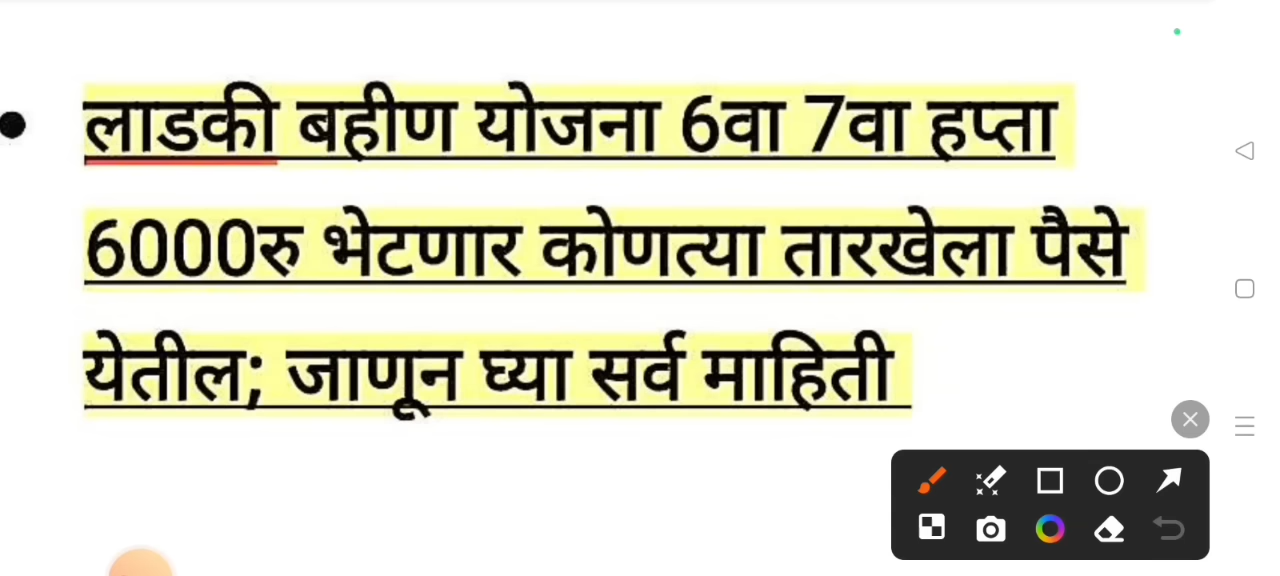 लाडकी बहीण योजना 6वा 7वा हप्ता
6000रु भेटणार कोणत्या तारखेला पैसे
येतील; जाणून घ्या सर्व माहिती